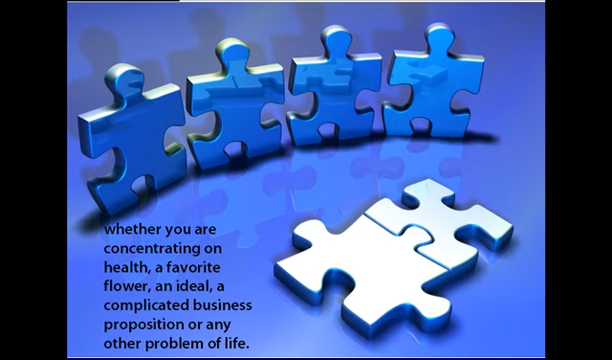 whether you are
concentrating on
health, a favorite
flower, an ideal, a
complicated business
proposition or any
other problem of life.